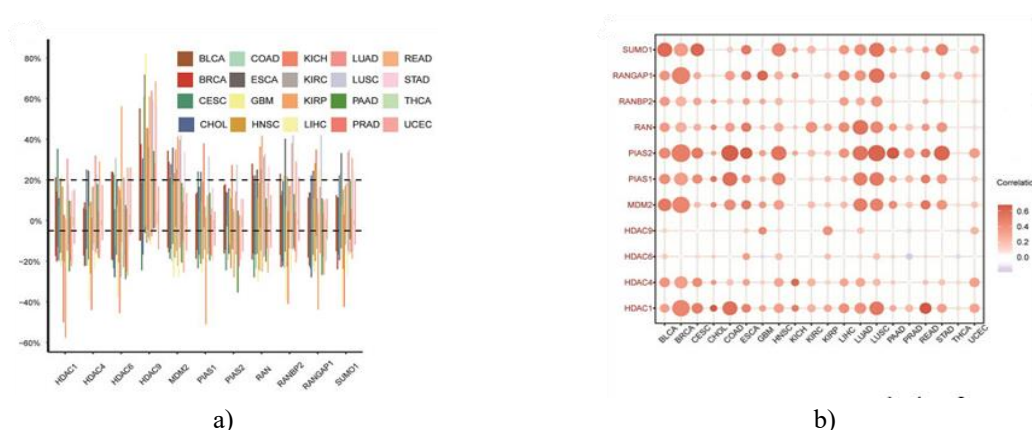 80%
60%
40%
20%
0%
-20%
-40%
-60%
BLCA COAD KICH LUAD READ
BRCA ESCA KIRC LUSC STAD
CESC GBM KIRP PAAD THCA
CHOL HNSC LIHC PRAD UCEC
HDAC1 HDAC4 HDAC6 HDAC9 MDM2 PIAS1 PIAS2 RAN RANBP2 RANGAP1 SUMO1
a)
SUMO1
RANGAP1
RANBP2
RAN
PIAS2
PIAS1
MDM2
HDAC9
HDAC6
HDAC4
HDAC1
BLCA BRCA CESC CHOL COAD ESCA GBM HNSC KICH KIRC KIRP LIHC LUAD LUSC PAAD PRAD READ STAD THCA UCEC
Correlatio
0.6
0.4
0.2
0.0
b)